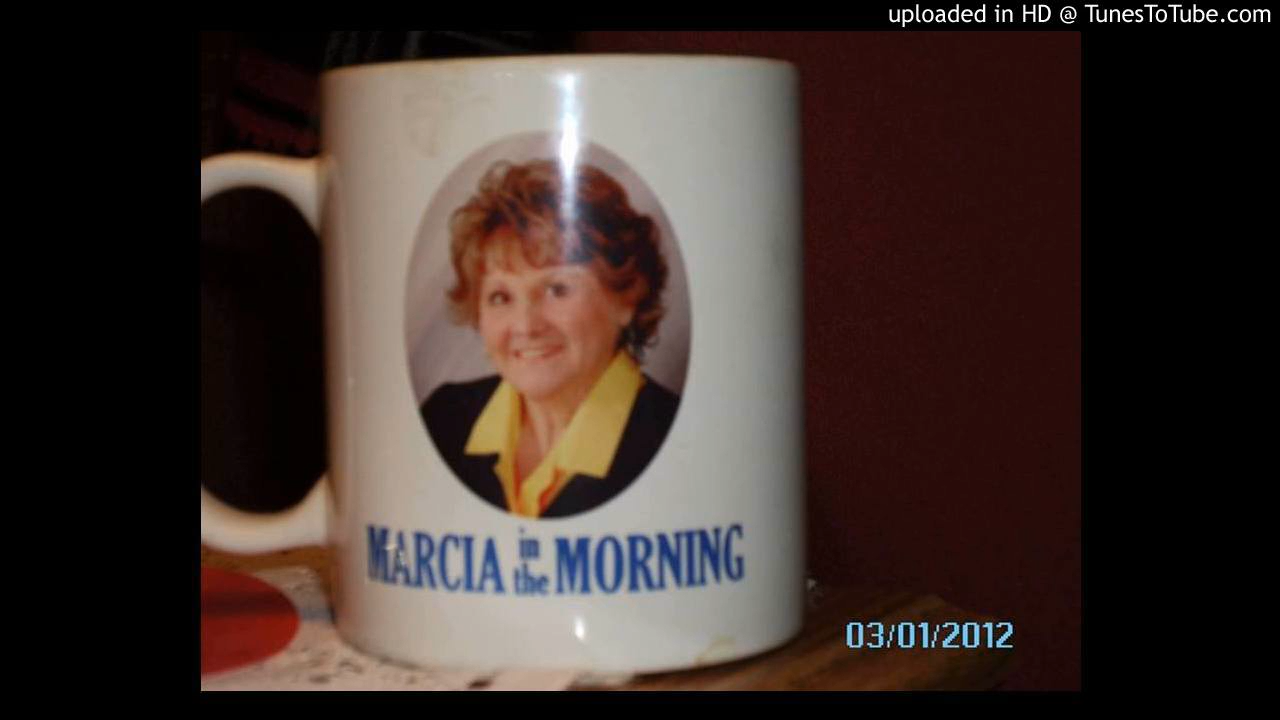 uploaded in HD @ TunesToTube.com
MARCIA in the MORNING
03/01/2012